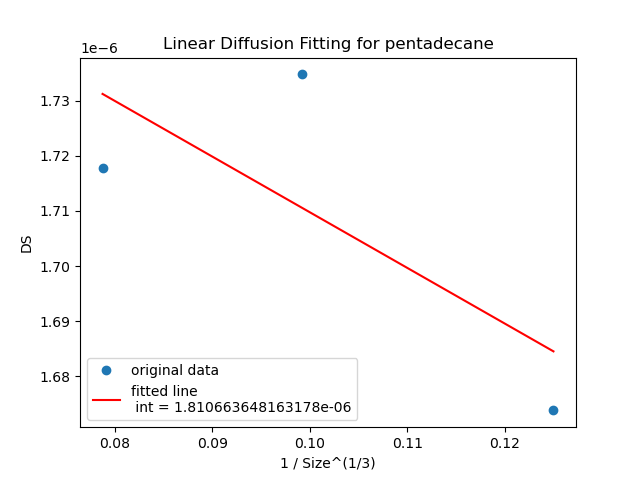 Linear Diffusion Fitting for pentadecane
1e−6
1.73
1.72
1.71
1.70
1.69
1.68
DS
original data
fitted line
int = 1.810663648163178e-06
0.08
0.09
0.10
0.11
0.12
1 / Size^(1/3)